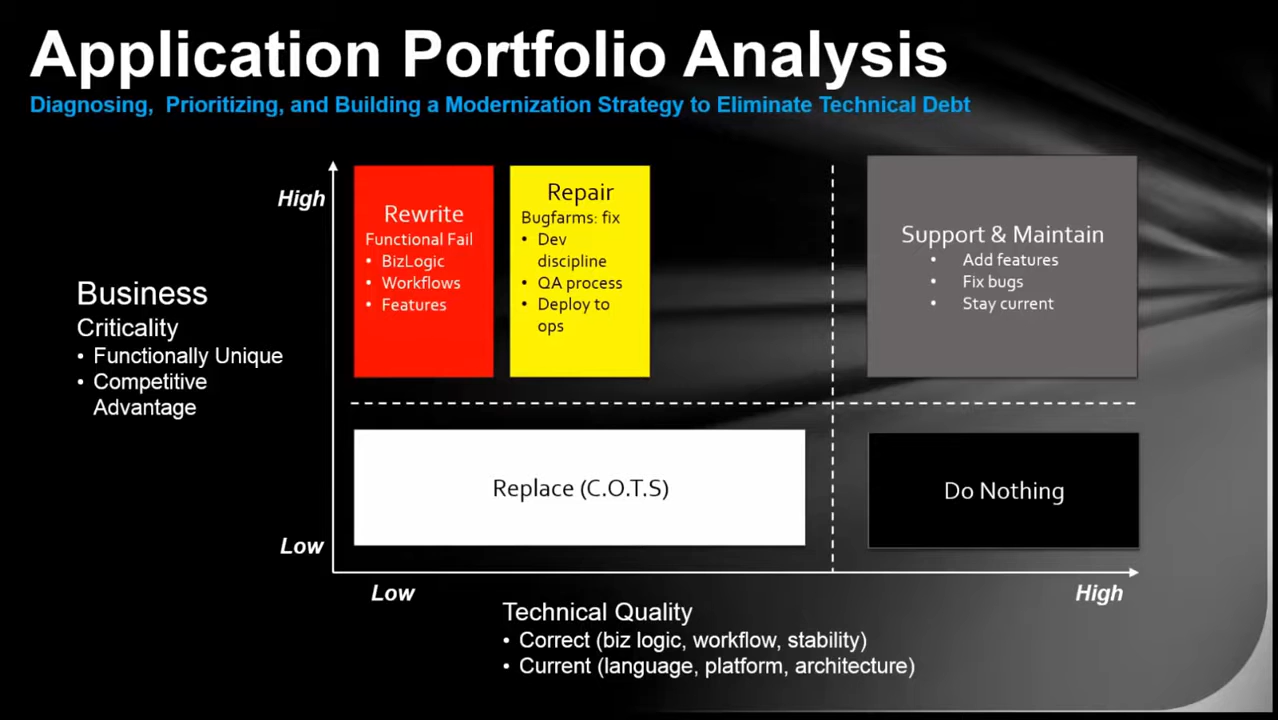 Application Portfolio Analysis
Diagnosing, Prioritizing, and Building a Modernization Strategy to Eliminate Technical Debt
High
Rewrite
Functional Fail
• BizLogic
• Workflows
• Features
Repair
Bugfarms: fix
• Dev
discipline
• QA process
• Deploy to
ops
Support & Maintain
• Add features
• Fix bugs
• Stay current
Business
Criticality
• Functionally Unique
• Competitive
Advantage
Replace (C.O.T.S)
Do Nothing
Low
Low
High
Technical Quality
• Correct (biz logic, workflow, stability)
• Current (language, platform, architecture)